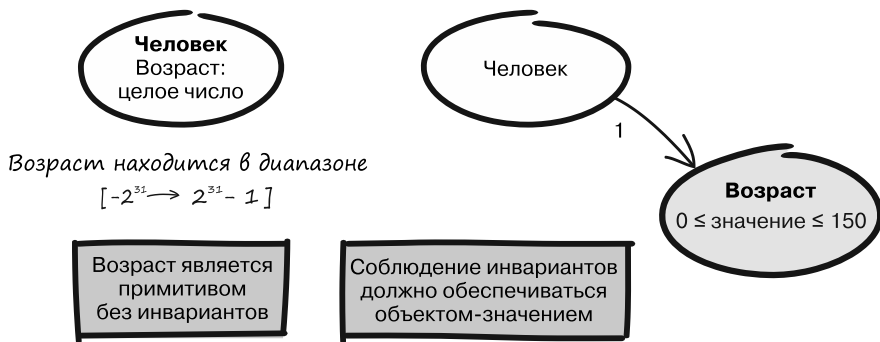 Человек
Возраст:
целое число
Возраст находится в диапазоне
[-2³¹→ 2³¹- 1]
Возраст является
примитивом
без инвариантов
Человек
1
Возраст
0 ≤ значение ≤ 150
Соблюдение инвариантов
должно обеспечиваться
объектом-значением